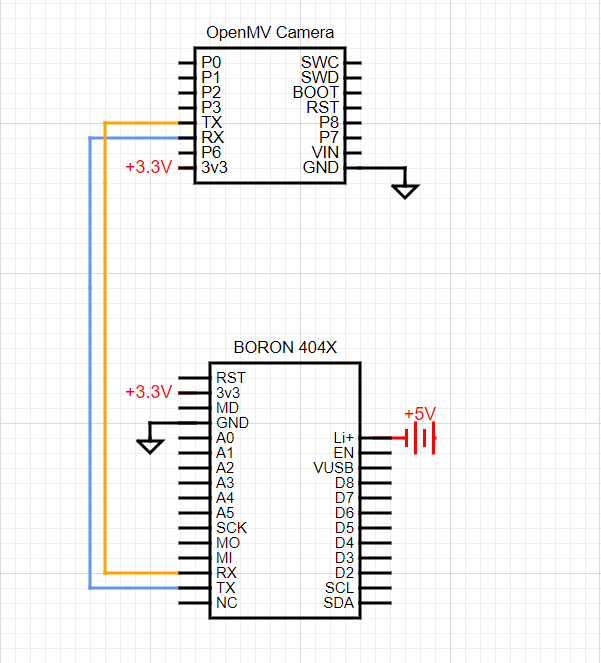 OpenMV Camera
P0 SWC
P1 SWD
P2 BOOT
P3 RST
TX P8
RX P7
P6 VIN
+3.3V 3v3 GND
BORON 404X
RST
+3.3V 3v3
MD
GND
+5V
A0 Li+
A1 EN
A2 VUSB
A3 D8
A4 D7
A5 D6
SCK D5
MO D4
MI D3
RX D2
TX SCL
NC SDA